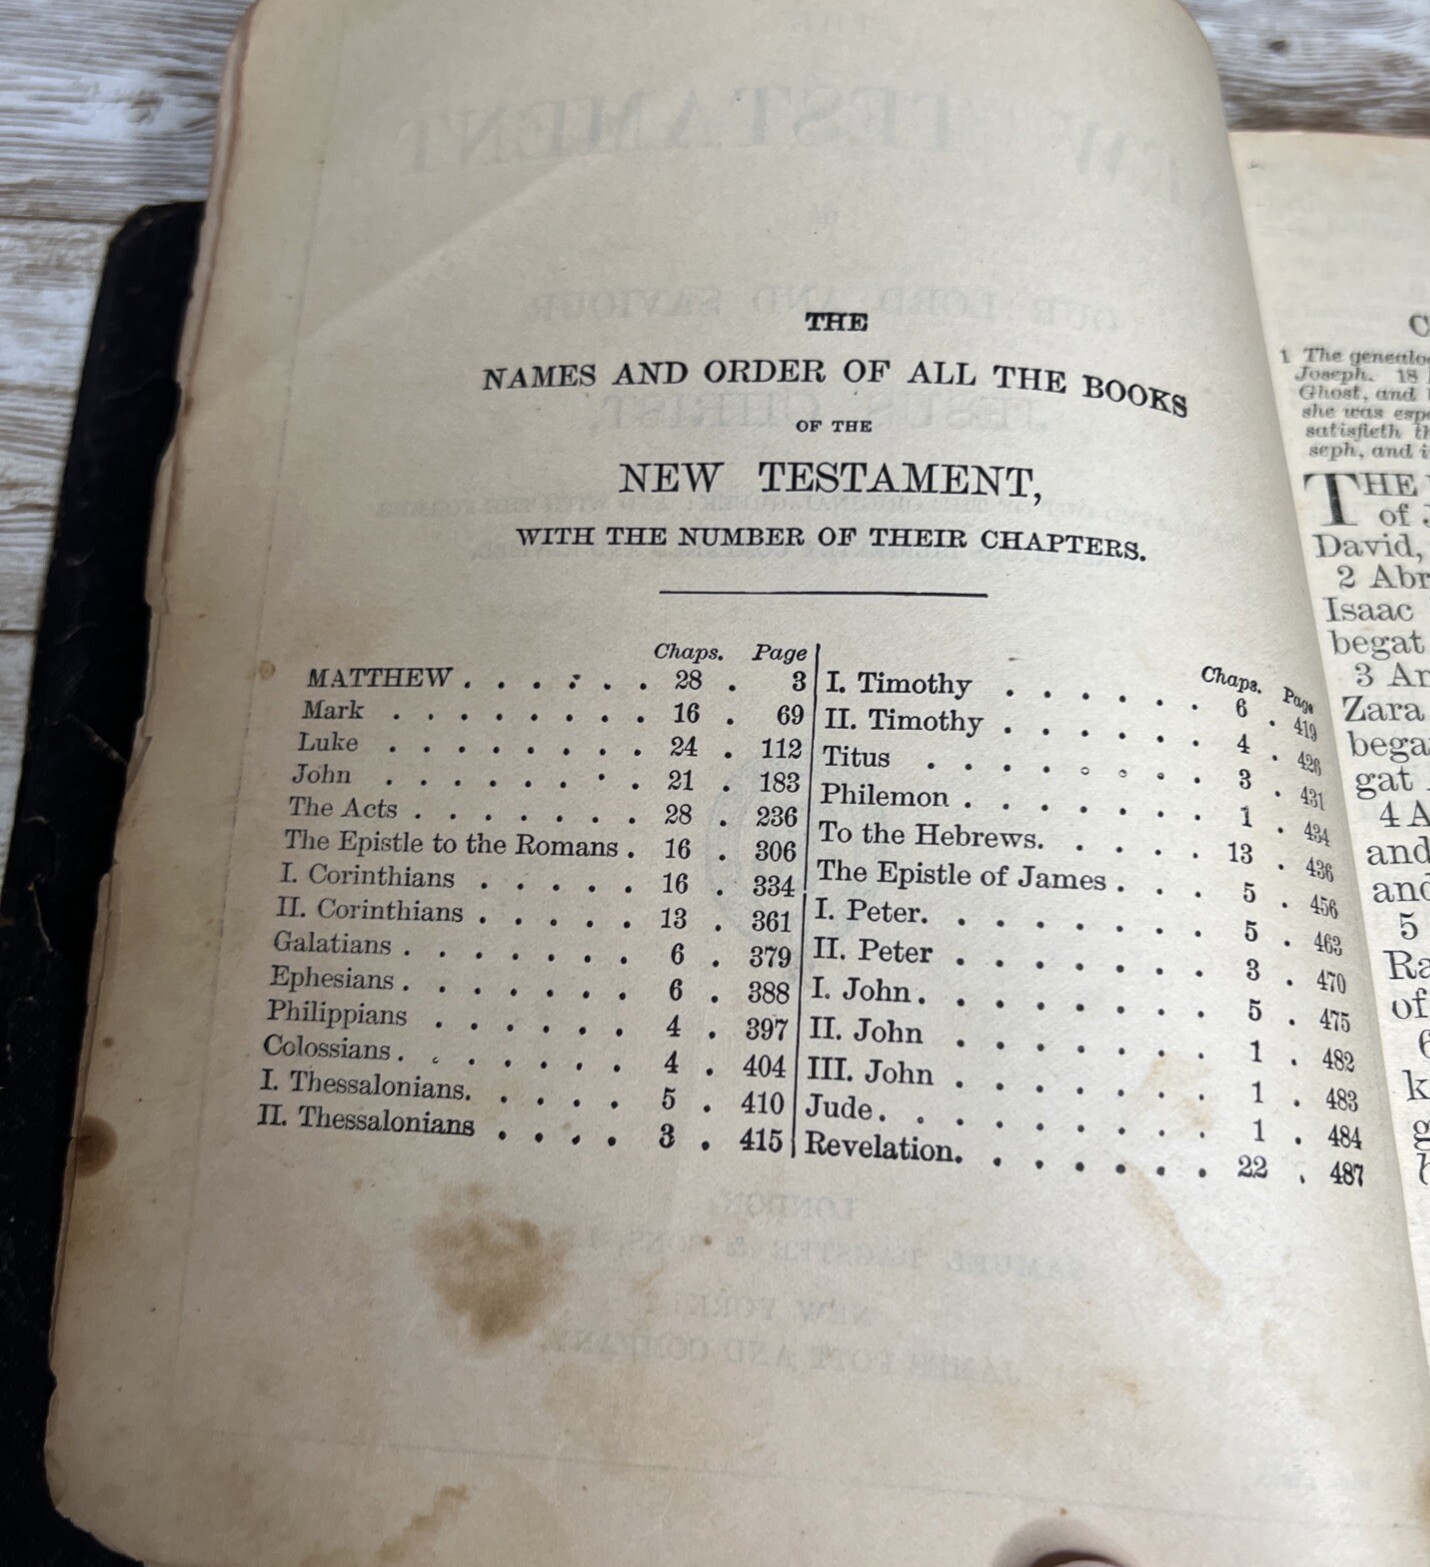 THE
NAMES AND ORDER OF ALL THE BOOKS
OF THE
NEW TESTAMENT,
WITH THE NUMBER OF THEIR CHAPTERS.
Chaps. Page
MATTHEW . . . . . . . 28 . 3
Mark . . . . . . . . 16 . 69
Luke . . . . . . . . 24 . 112
John . . . . . . . . 21 . 183
The Acts . . . . . . . 28 . 236
The Epistle to the Romans . 16 . 306
I. Corinthians . . . . . 16 . 334
II. Corinthians . . . . . 13 . 361
Galatians . . . . . . . 6 . 379
Ephesians . . . . . . . 6 . 388
Philippians . . . . . . 4 . 397
Colossians . . . . . . . 4 . 404
I. Thessalonians. . . . . 5 . 410
II. Thessalonians . . . . 3 . 415
Chaps. Page
I. Timothy . . . . . . 6 . 419
II. Timothy . . . . . . 4 . 426
Titus . . . . . . . . 3 . 431
Philemon . . . . . . . 1 . 434
To the Hebrews. . . . . 13 . 436
The Epistle of James . . . 5 . 456
I. Peter. . . . . . . . 5 . 463
II. Peter . . . . . . . 3 . 470
I. John. . . . . . . . 5 . 475
II. John . . . . . . . 1 . 482
III. John . . . . . . . 1 . 483
Jude. . . . . . . . . 1 . 484
Revelation. . . . . . . 22 . 487
1 The genealo
Joseph. 18
Ghost, and
she was esp
satisfieth th
seph, and i
THE
of J
David,
2 Abr
Isaac
begat
3 Ar
Zara
bega
gat
4 A
and
and
5
Ra
of
6
k
g